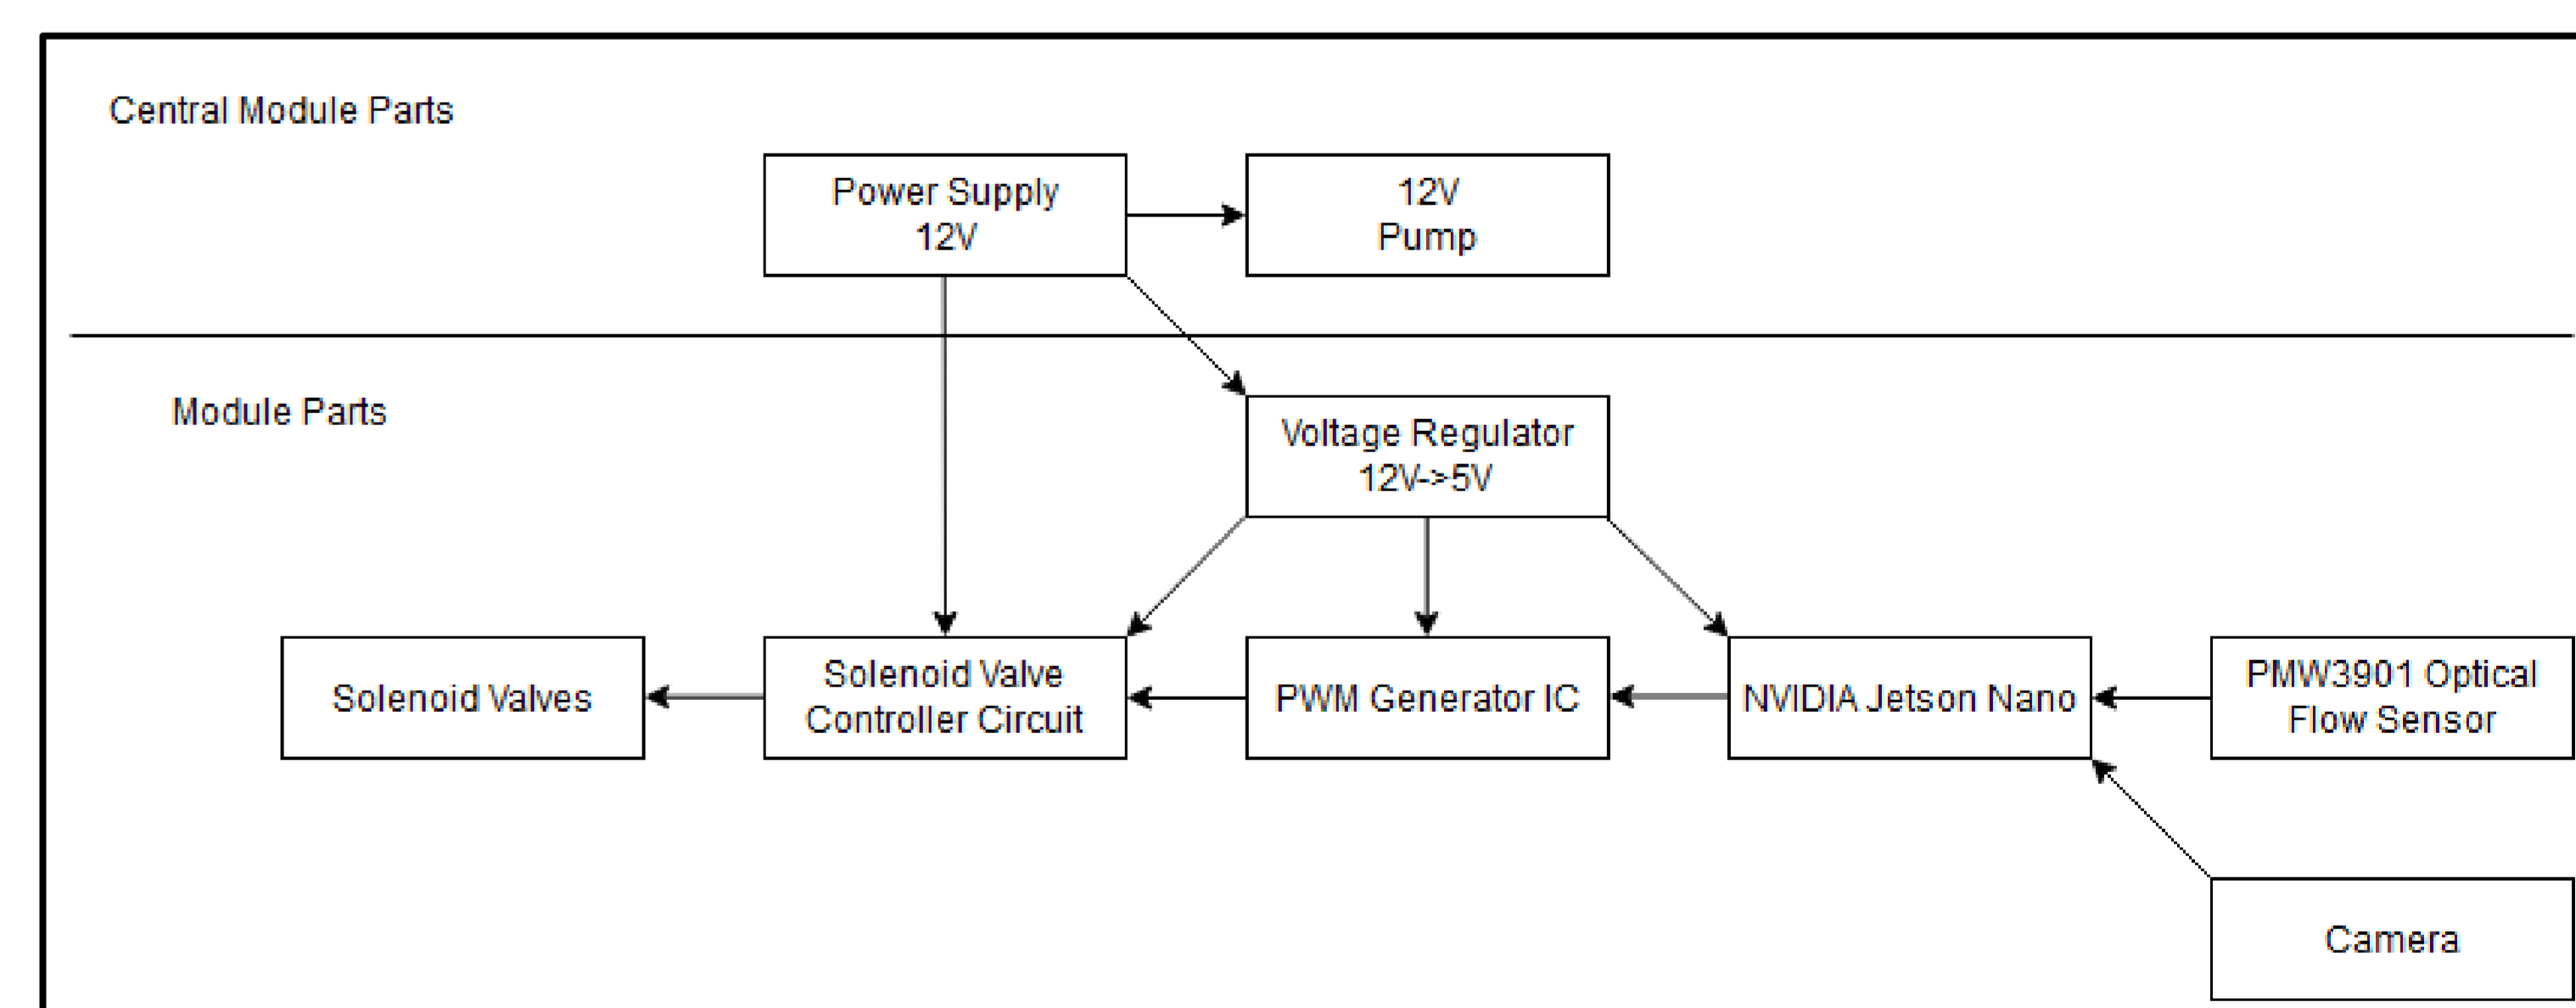 Central Module Parts
Power Supply
12V
12V
Pump
Module Parts
Voltage Regulator
12V->5V
Solenoid Valves
Solenoid Valve
Controller Circuit
PWM Generator IC
NVIDIA Jetson Nano
PMW3901 Optical
Flow Sensor
Camera